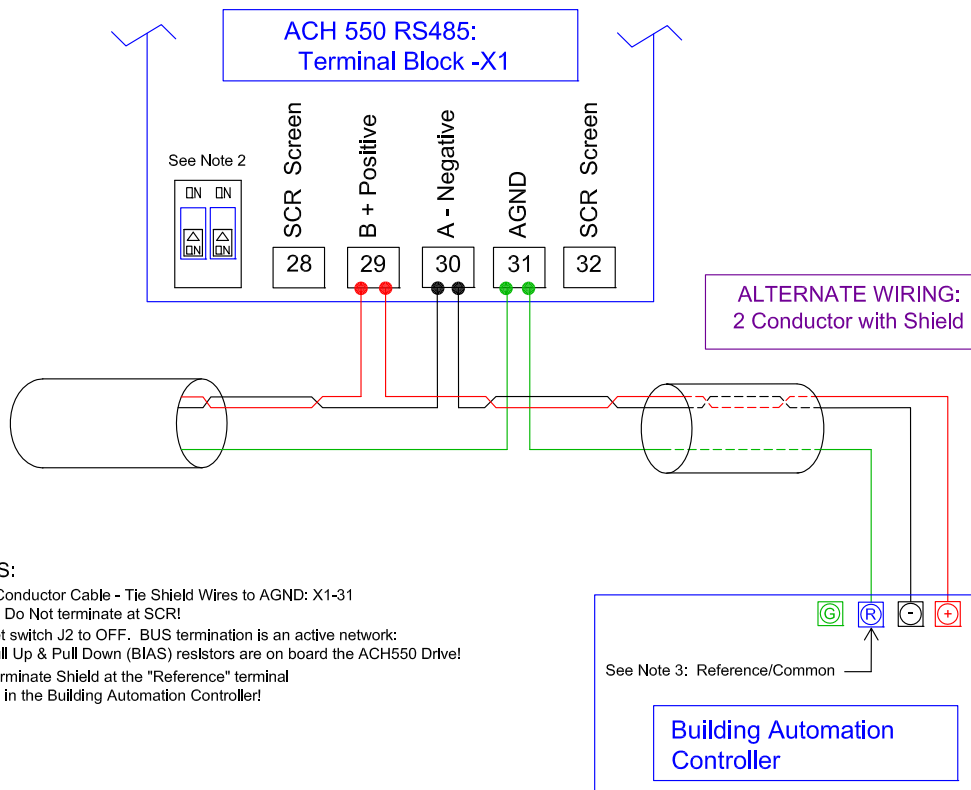 ACH 550 RS485:
Terminal Block -X1
See Note 2
ON ON
ON ON
SCR Screen
B + Positive
A - Negative
AGND
SCR Screen
28
29
30
31
32
ALTERNATE WIRING:
2 Conductor with Shield
S:
Conductor Cable - Tie Shield Wires to AGND: X1-31
Do Not terminate at SCR!
switch J2 to OFF. BUS termination is an active network:
Up & Pull Down (BIAS) resistors are on board the ACH550 Drive!
Shield at the "Reference" terminal
in the Building Automation Controller!
G R - +
See Note 3: Reference/Common
Building Automation
Controller